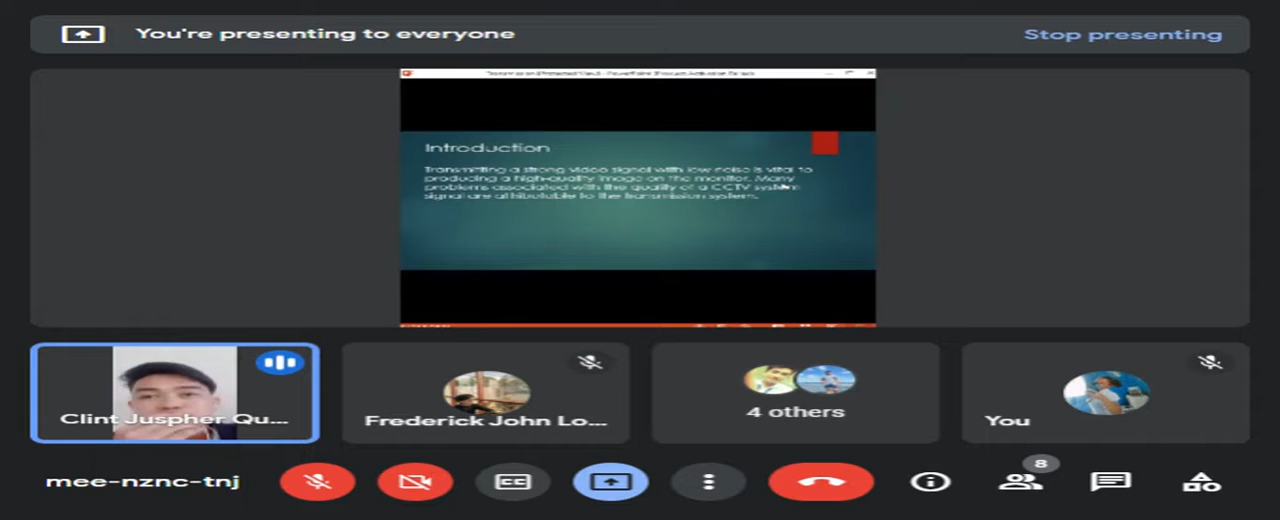 You're presenting to everyone
Stop presenting
Introduction
Transmitting a strong video signal with low noise is vital to
producing a high-quality image on the monitor. Many
problems associated with the quality of a CCTV system
signal are attributable to the transmission system.
Clint Juspher Qu...
Frederick John Lo...
4 others
You
mee-nznc-tnj
CC
8